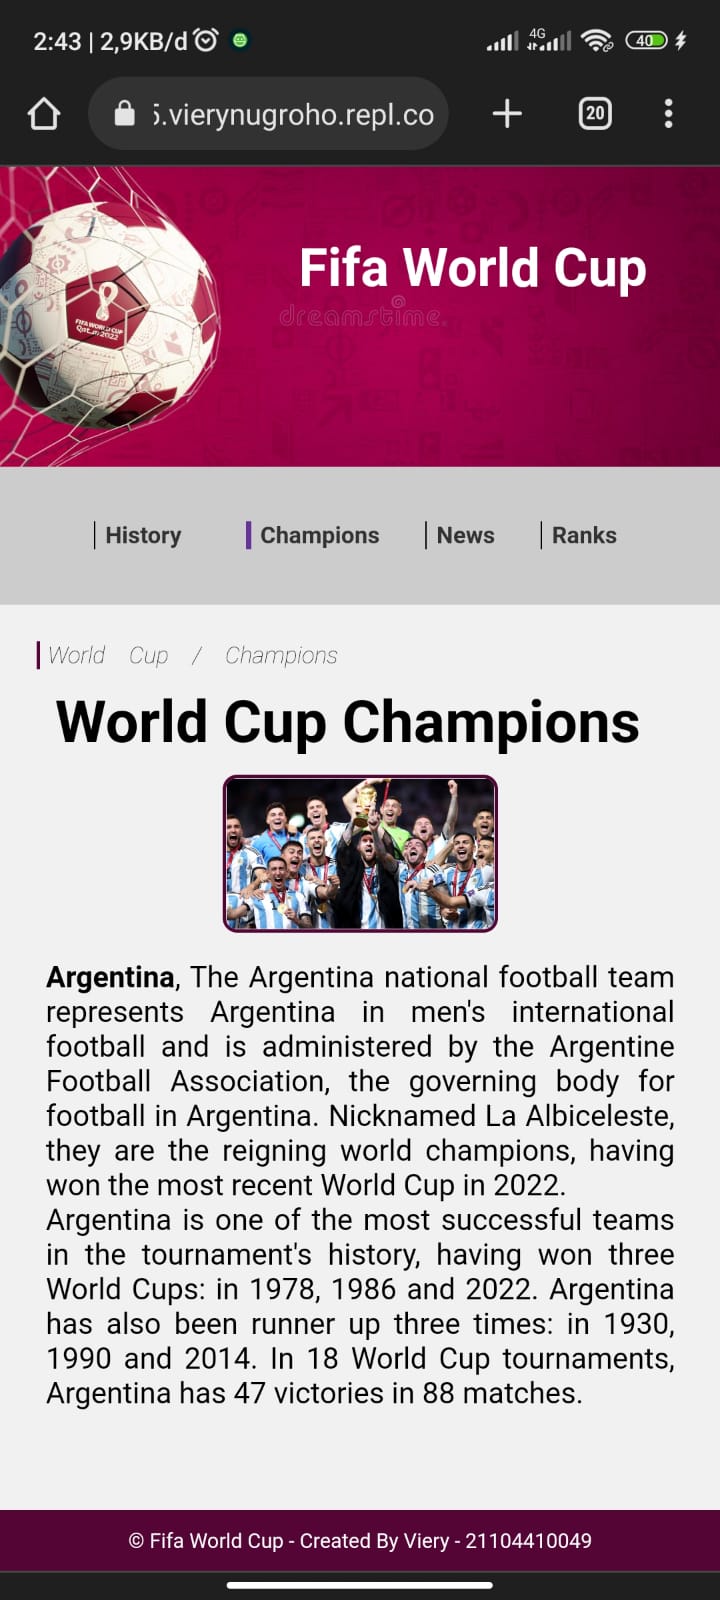 2:43 | 2,9KB/d
4G
40
5.vierynugroho.repl.co
20
Fifa World Cup
dreamstime.
FIFA WORLD CUP
Qatar2022
History
Champions
News
Ranks
World Cup / Champions
World Cup Champions
Argentina, The Argentina national football team
represents Argentina in men's international
football and is administered by the Argentine
Football Association, the governing body for
football in Argentina. Nicknamed La Albiceleste,
they are the reigning world champions, having
won the most recent World Cup in 2022.
Argentina is one of the most successful teams
in the tournament's history, having won three
World Cups: in 1978, 1986 and 2022. Argentina
has also been runner up three times: in 1930,
1990 and 2014. In 18 World Cup tournaments,
Argentina has 47 victories in 88 matches.
© Fifa World Cup - Created By Viery - 21104410049